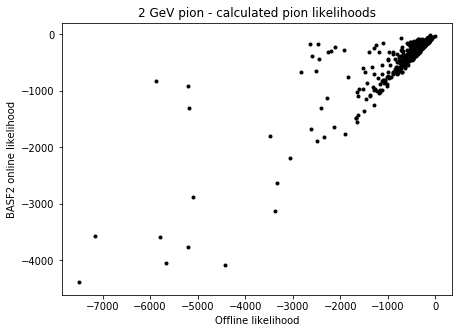 2 GeV pion - calculated pion likelihoods
BASF2 online likelihood
0
−1000
−2000
−3000
−4000
−7000 −6000 −5000 −4000 −3000 −2000 −1000 0
Offline likelihood